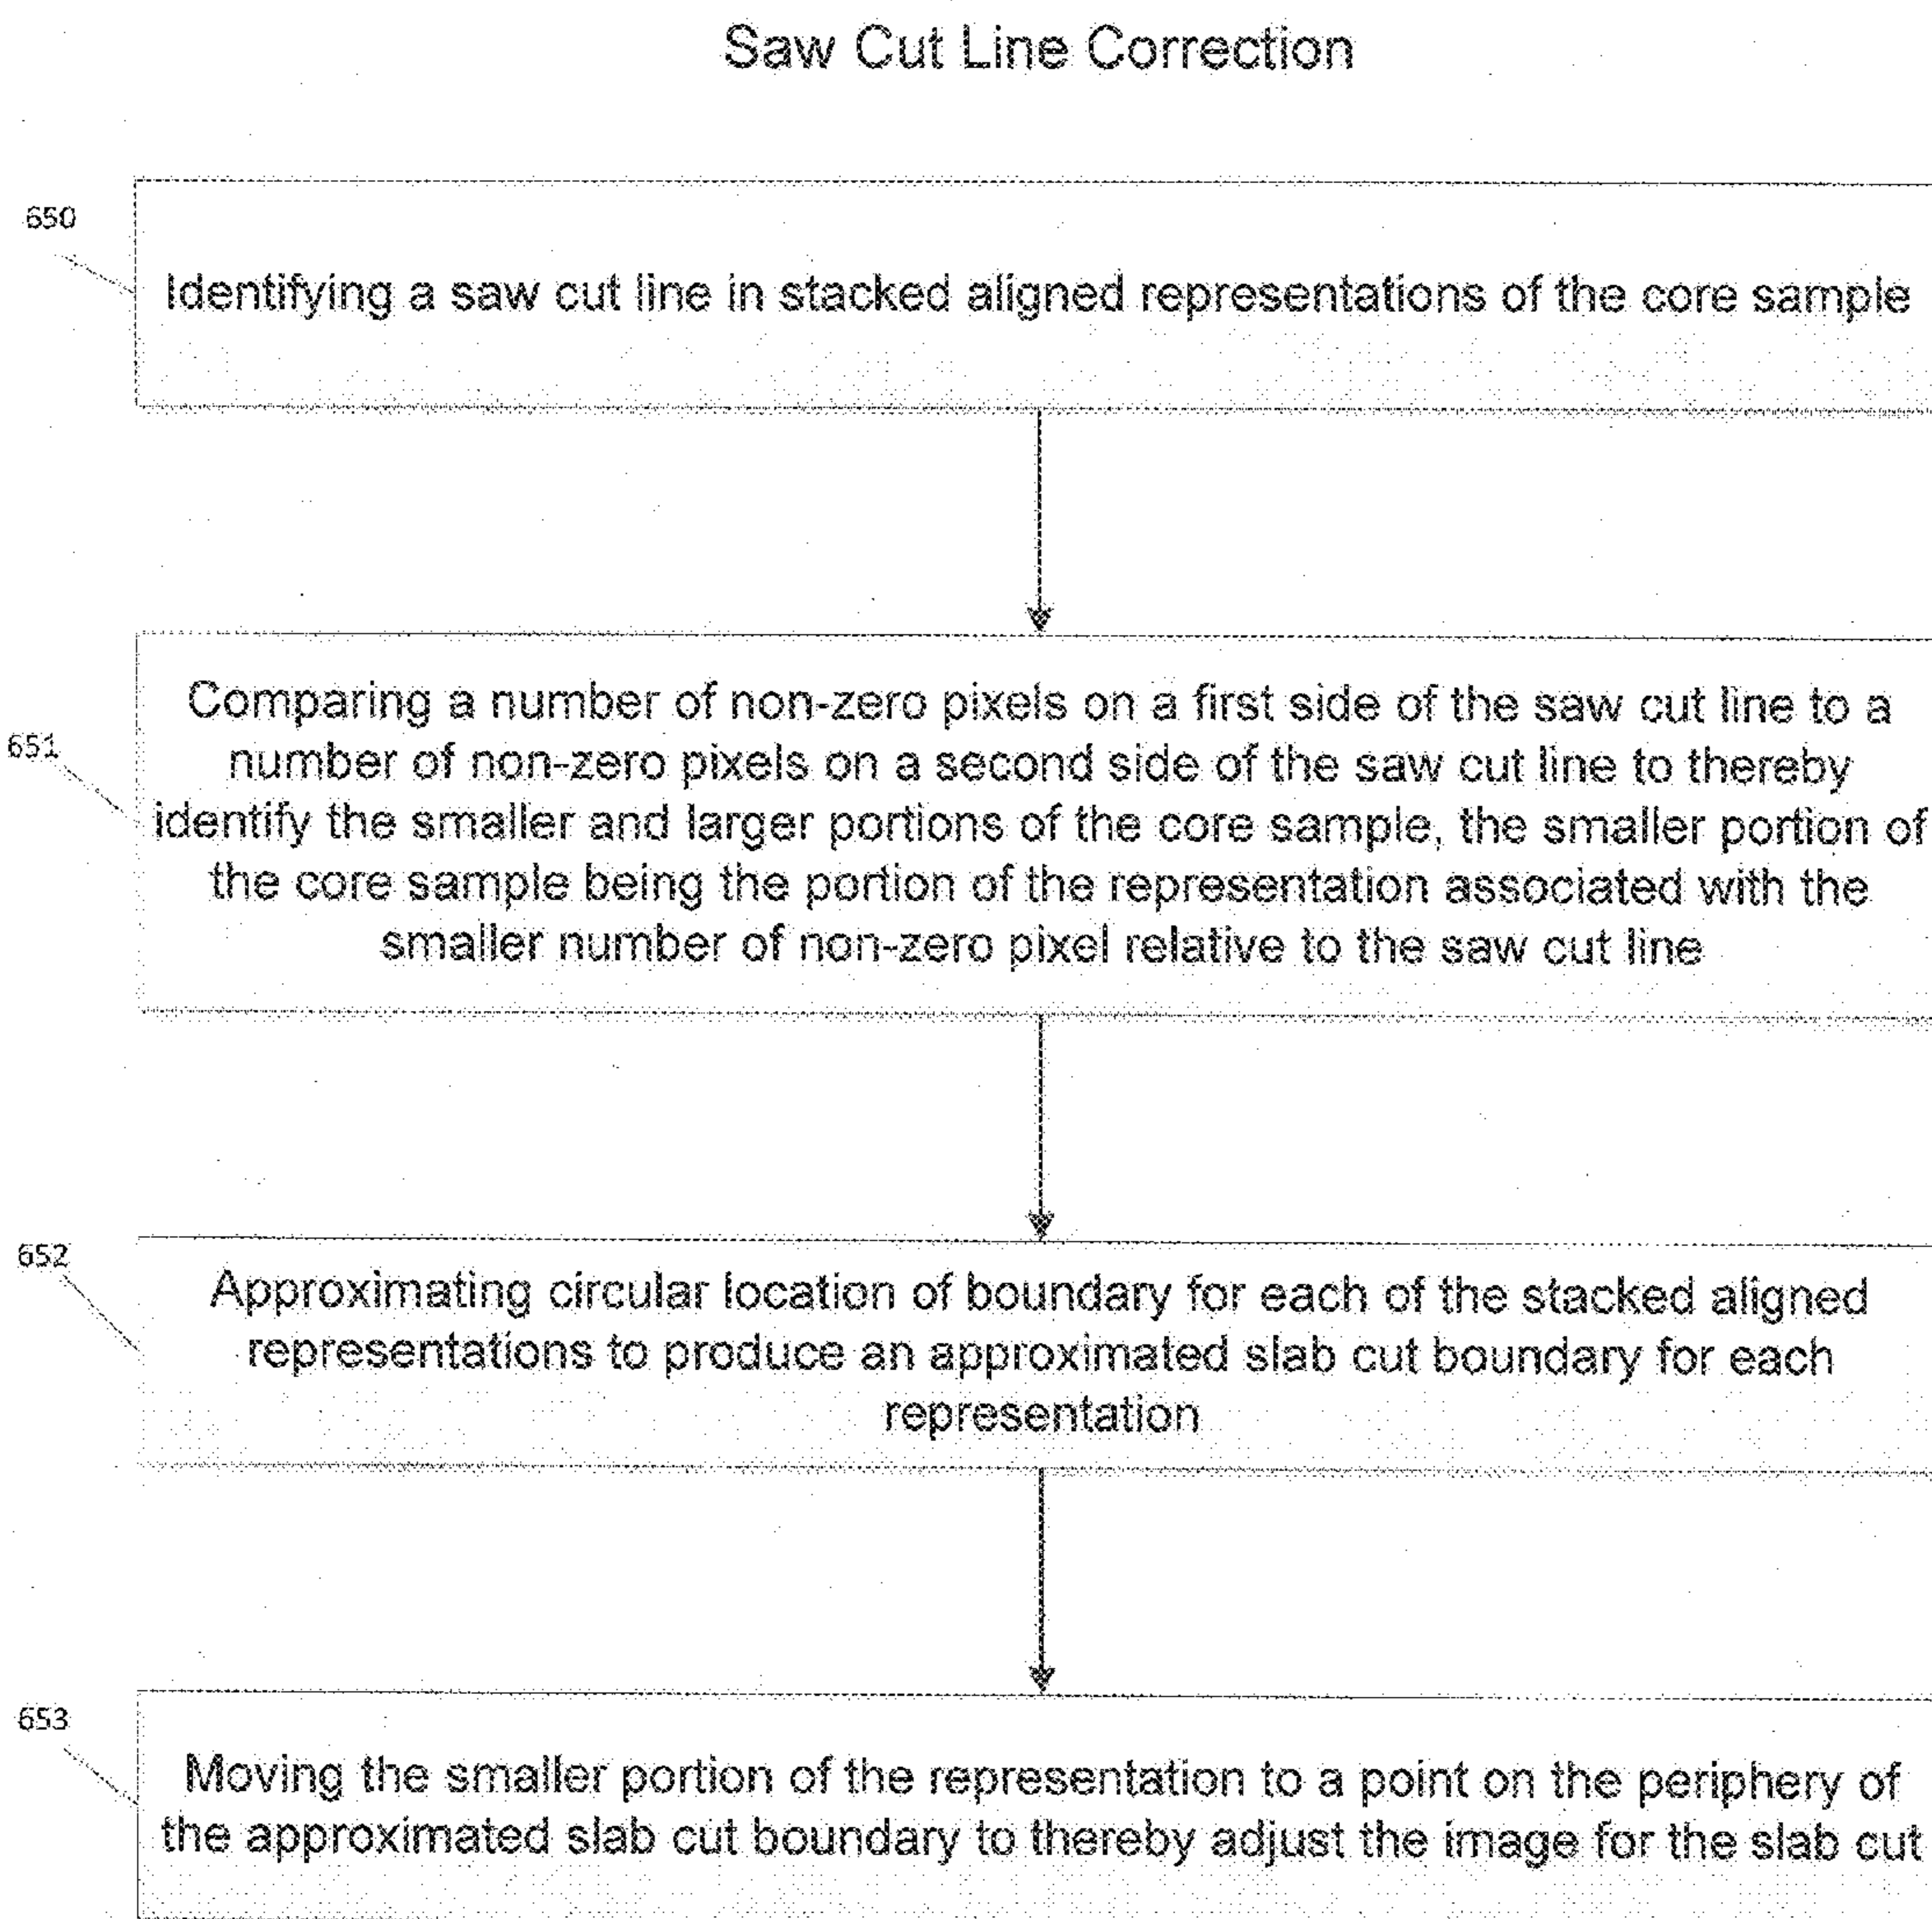 Saw Cut Line Correction
650
Identifying a saw cut line in stacked aligned representations of the core sample
651
Comparing a number of non-zero pixels on a first side of the saw cut line to a
number of non-zero pixels on a second side of the saw cut line to thereby
identify the smaller and larger portions of the core sample, the smaller portion of
the core sample being the portion of the representation associated with the
smaller number of non-zero pixel relative to the saw cut line
652
Approximating circular location of boundary for each of the stacked aligned
representations to produce an approximated slab cut boundary for each
representation
653
Moving the smaller portion of the representation to a point on the periphery of
the approximated slab cut boundary to thereby adjust the image for the slab cut